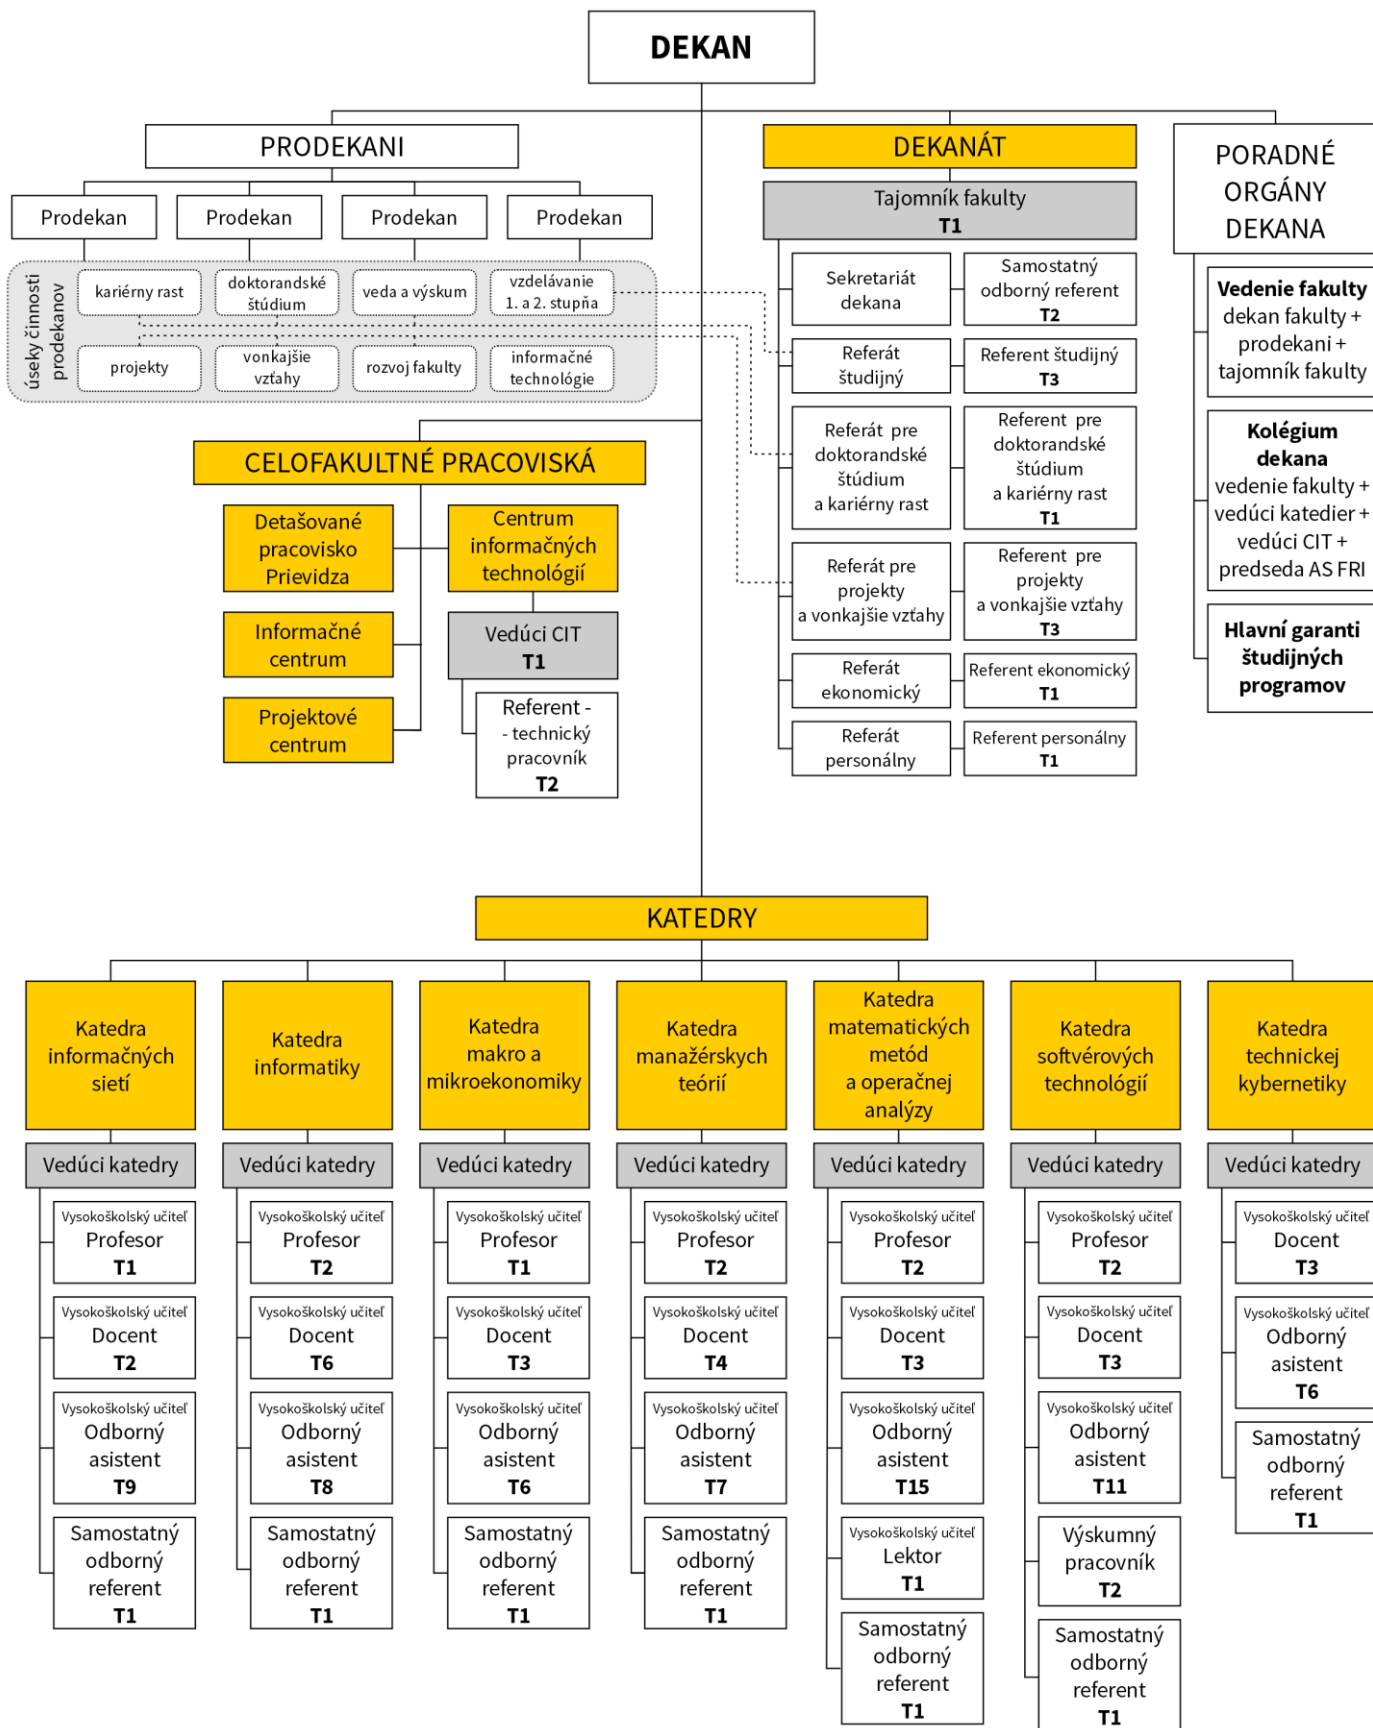 DEKAN
PRODEKANI
Prodekan
Prodekan
Prodekan
Prodekan
úseky činnosti
prodekanov
kariérny rast
doktorandské
štúdium
veda a výskum
vzdelávanie
1. a 2. stupňa
projekty
vonkajšie
vzťahy
rozvoj fakulty
informačné
technológie
DEKANÁT
Tajomník fakulty
T1
Sekretariát
dekana
Samostatný
odborný referent
T2
Referát
študijný
Referent študijný
T3
Referát pre
doktorandské
štúdium
a kariérny rast
Referent pre
doktorandské
štúdium
a kariérny rast
T1
Referát pre
projekty
a vonkajšie vzťahy
Referent pre
projekty
a vonkajšie vzťahy
T3
Referát
ekonomický
Referent ekonomický
T1
Referát
personálny
Referent personálny
T1
PORADNÉ
ORGÁNY
DEKANA
Vedenie fakulty
dekan fakulty +
prodekani +
tajomník fakulty
Kolégium
dekana
vedenie fakulty +
vedúci katedier +
vedúci CIT +
predseda AS FRI
Hlavní garanti
študijných
programov
CELOFAKULTNÉ PRACOVISKÁ
Detašované
pracovisko
Prievidza
Centrum
informačných
technológií
Informačné
centrum
Vedúci CIT
T1
Projektové
centrum
Referent -
- technický
pracovník
T2
KATEDRY
Katedra
informačných
sietí
Vedúci katedry
Vysokoškolský učiteľ
Profesor
T1
Vysokoškolský učiteľ
Docent
T2
Vysokoškolský učiteľ
Odborný
asistent
T9
Samostatný
odborný
referent
T1
Katedra
informatiky
Vedúci katedry
Vysokoškolský učiteľ
Profesor
T2
Vysokoškolský učiteľ
Docent
T6
Vysokoškolský učiteľ
Odborný
asistent
T8
Samostatný
odborný
referent
T1
Katedra
makro a
mikroekonomiky
Vedúci katedry
Vysokoškolský učiteľ
Profesor
T1
Vysokoškolský učiteľ
Docent
T3
Vysokoškolský učiteľ
Odborný
asistent
T6
Samostatný
odborný
referent
T1
Katedra
manažérskych
teórií
Vedúci katedry
Vysokoškolský učiteľ
Profesor
T2
Vysokoškolský učiteľ
Docent
T4
Vysokoškolský učiteľ
Odborný
asistent
T7
Samostatný
odborný
referent
T1
Katedra
matematických
metód
a operačnej
analýzy
Vedúci katedry
Vysokoškolský učiteľ
Profesor
T2
Vysokoškolský učiteľ
Docent
T3
Vysokoškolský učiteľ
Odborný
asistent
T15
Vysokoškolský učiteľ
Lektor
T1
Samostatný
odborný
referent
T1
Katedra
softvérových
technológií
Vedúci katedry
Vysokoškolský učiteľ
Profesor
T2
Vysokoškolský učiteľ
Docent
T3
Vysokoškolský učiteľ
Odborný
asistent
T11
Výskumný
pracovník
T2
Samostatný
odborný
referent
T1
Katedra
technickej
kybernetiky
Vedúci katedry
Vysokoškolský učiteľ
Docent
T3
Vysokoškolský učiteľ
Odborný
asistent
T6
Samostatný
odborný
referent
T1